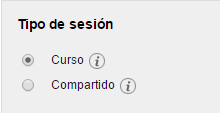 Tipo de sesión
Curso
Compartido